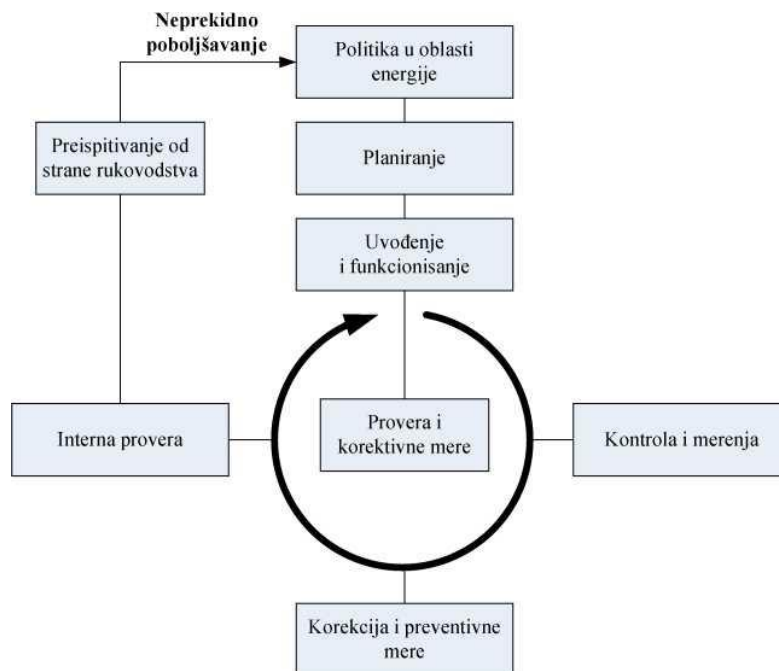 Neprekidno
poboljšavanje
Politika u oblasti
energije
Preispitivanje od
strane rukovodstva
Planiranje
Uvođenje
i funkcionisanje
Interna provera
Provera i
korektivne mere
Kontrola i merenja
Korekcija i preventivne
mere